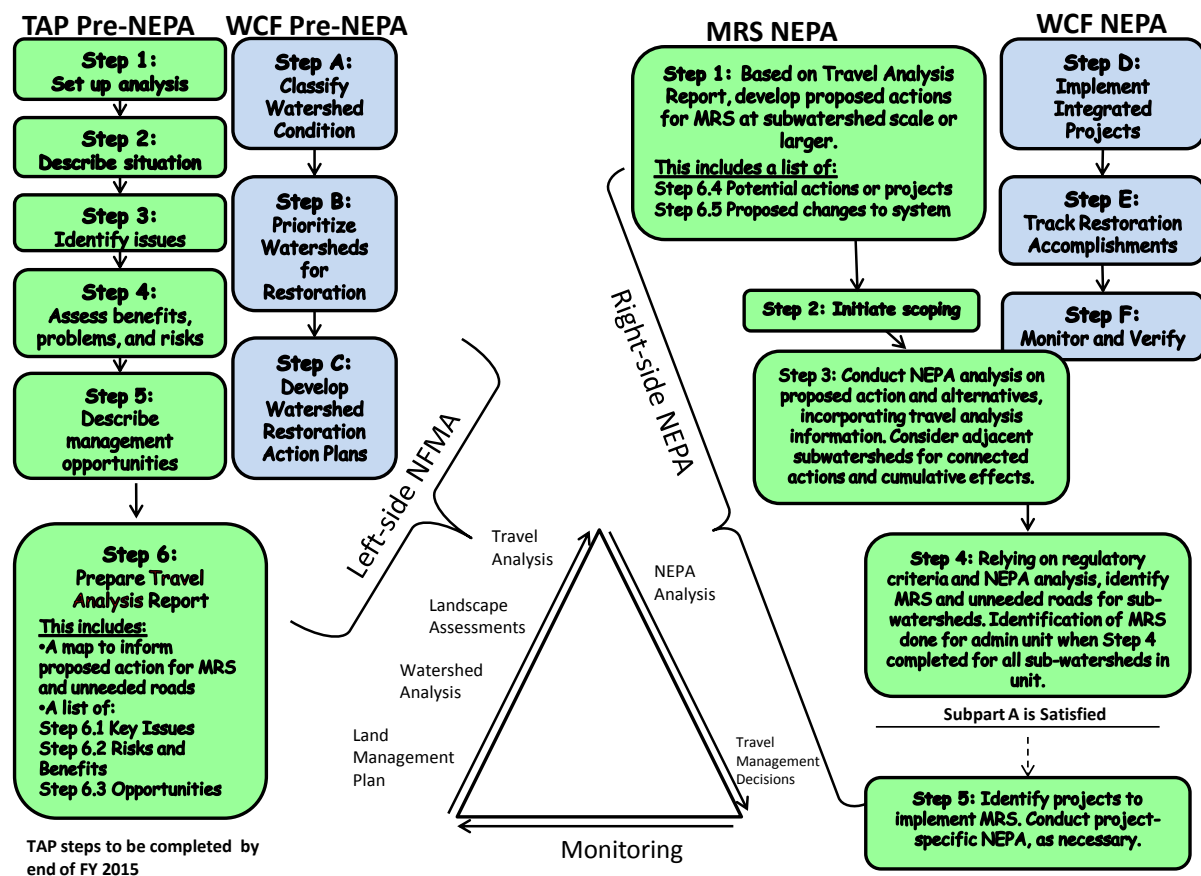 TAP Pre-NEPA
Step 1:
Set up analysis
Step 2:
Describe situation
Step 3:
Identify issues
Step 4:
Assess benefits,
problems, and risks
Step 5:
Describe
management
opportunities
Step 6:
Prepare Travel
Analysis Report
This includes:
•A map to inform
proposed action for MRS
and unneeded roads
•A list of:
Step 6.1 Key Issues
Step 6.2 Risks and
Benefits
Step 6.3 Opportunities
TAP steps to be completed by
end of FY 2015
WCF Pre-NEPA
Step A:
Classify
Watershed
Condition
Step B:
Prioritize
Watersheds
for
Restoration
Step C:
Develop
Watershed
Restoration
Action Plans
Left-side NFMA
Travel
Analysis
Landscape
Assessments
Watershed
Analysis
Land
Management
Plan
NEPA
Analysis
Travel
Management
Decisions
Monitoring
Right-side NEPA
MRS NEPA
Step 1: Based on Travel Analysis
Report, develop proposed actions
for MRS at subwatershed scale or
larger.
This includes a list of:
Step 6.4 Potential actions or projects
Step 6.5 Proposed changes to system
Step 2: Initiate scoping
Step 3: Conduct NEPA analysis on
proposed action and alternatives,
incorporating travel analysis
information. Consider adjacent
subwatersheds for connected
actions and cumulative effects.
Step 4: Relying on regulatory
criteria and NEPA analysis, identify
MRS and unneeded roads for sub-
watersheds. Identification of MRS
done for admin unit when Step 4
completed for all sub-watersheds in
unit.
Subpart A is Satisfied
Step 5: Identify projects to
implement MRS. Conduct project-
specific NEPA, as necessary.
WCF NEPA
Step D:
Implement
Integrated
Projects
Step E:
Track Restoration
Accomplishments
Step F:
Monitor and Verify